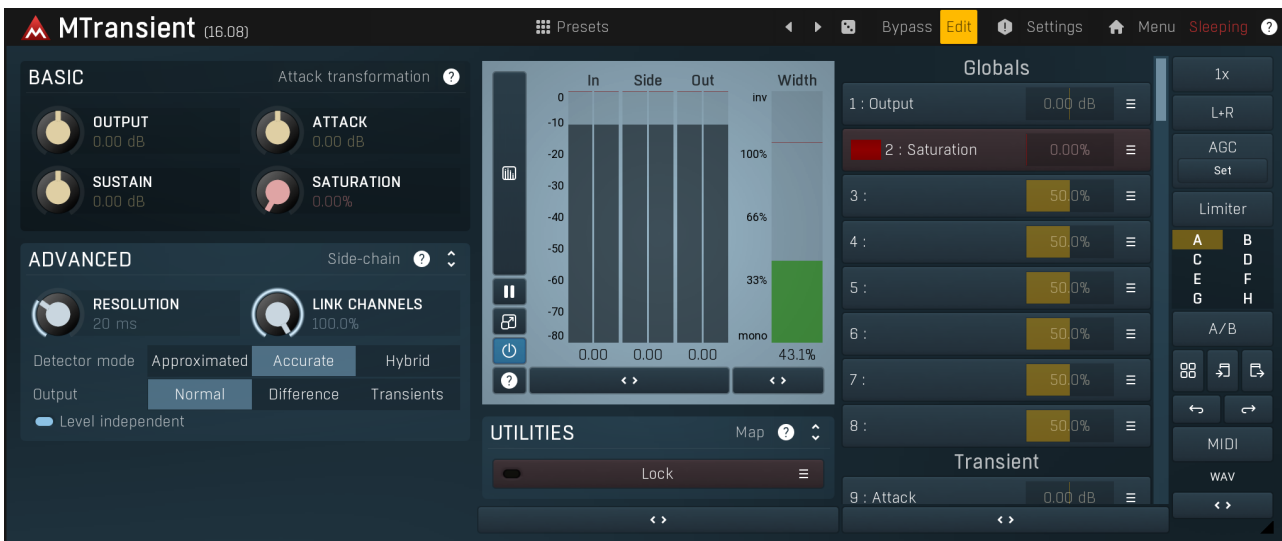 MTransient (16.08)
Presets
Bypass
Edit
Settings
Menu
Sleeping
?
BASIC
Attack transformation
?
OUTPUT
0.00 dB
ATTACK
0.00 dB
SUSTAIN
0.00 dB
SATURATION
0.00%
ADVANCED
Side-chain
?
RESOLUTION
20 ms
LINK CHANNELS
100.0%
Detector mode
Approximated
Accurate
Hybrid
Output
Normal
Difference
Transients
Level independent
In
Side
Out
Width
0
-10
-20
-30
-40
-50
-60
-70
-80
inv
100%
66%
33%
mono
0.00
0.00
0.00
43.1%
?
UTILITIES
Map
?
Lock
Globals
1 : Output
0.00 dB
2 : Saturation
0.00%
3 :
50.0%
4 :
50.0%
5 :
50.0%
6 :
50.0%
7 :
50.0%
8 :
50.0%
Transient
9 : Attack
0.00 dB
1x
L+R
AGC
Set
Limiter
A B
C D
E F
G H
A/B
MIDI
WAV